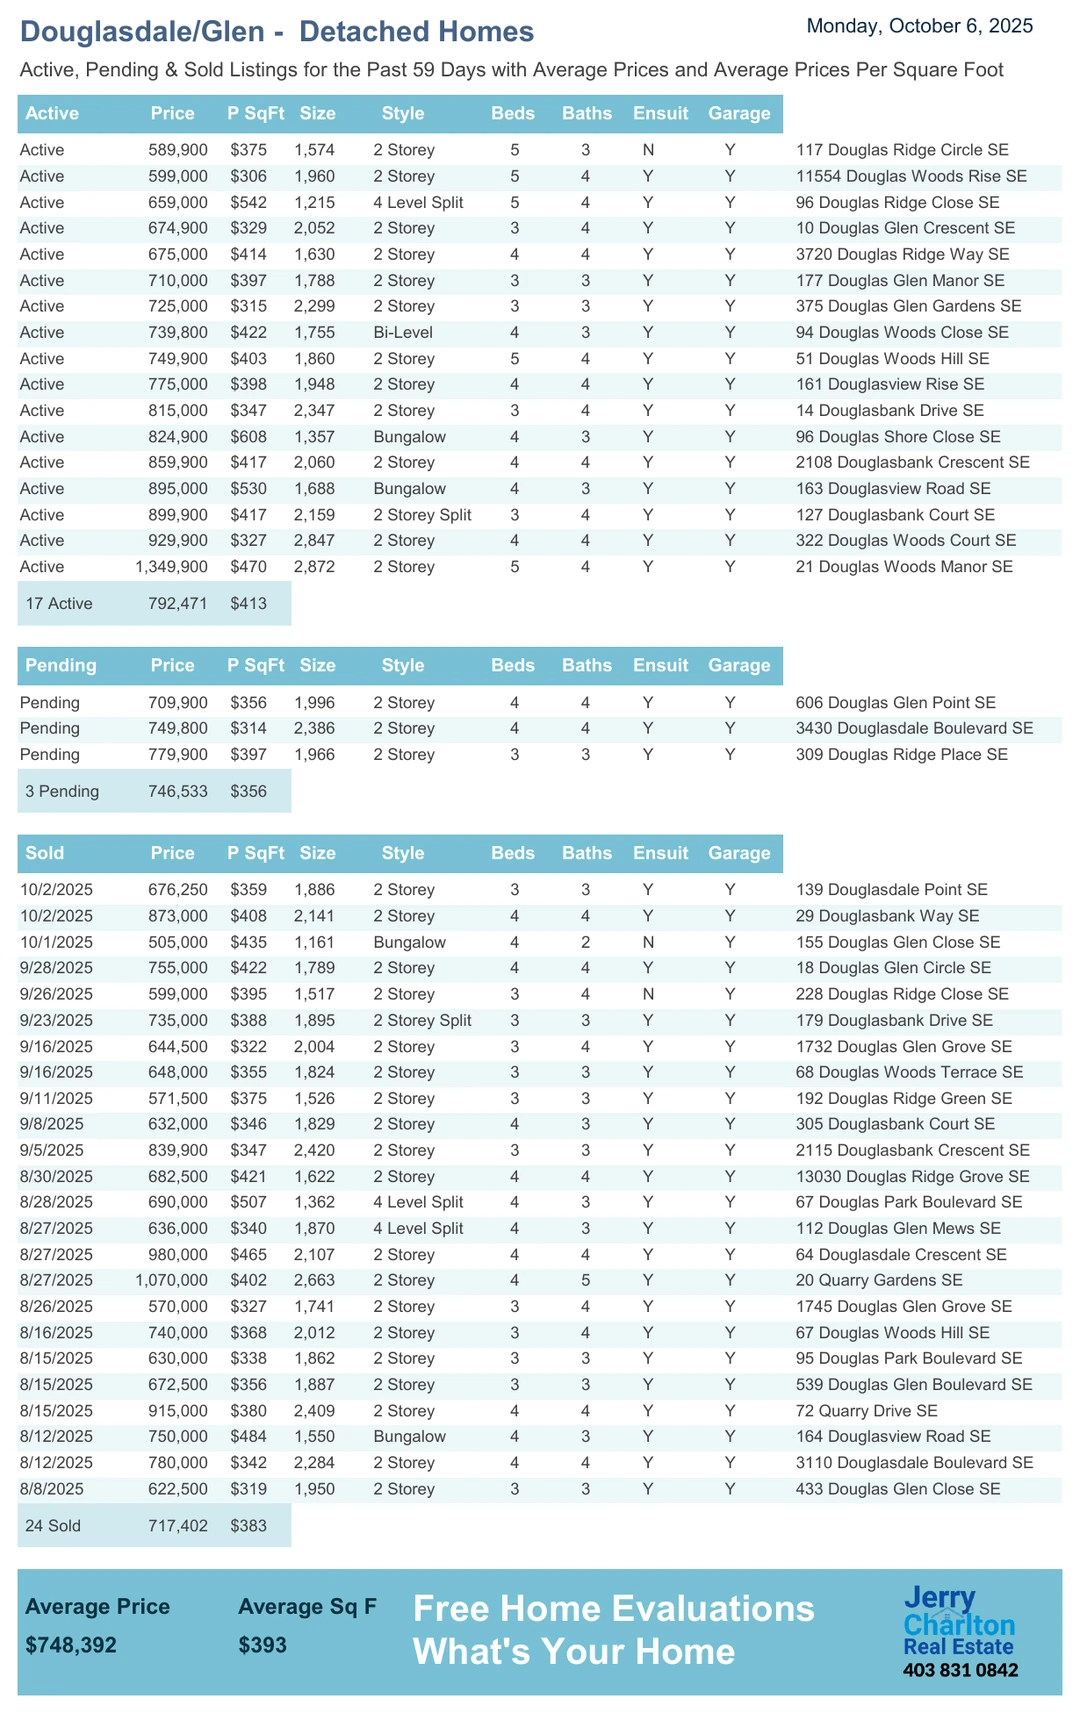 Douglasdale/Glen - Detached Homes
Monday, October 6, 2025
Active, Pending & Sold Listings for the Past 59 Days with Average Prices and Average Prices Per Square Foot
Active Price P SqFt Size Style Beds Baths Ensuit Garage
Active 589,900 $375 1,574 2 Storey 5 3 N Y 117 Douglas Ridge Circle SE
Active 599,000 $306 1,960 2 Storey 5 4 Y Y 11554 Douglas Woods Rise SE
Active 659,000 $542 1,215 4 Level Split 5 4 Y Y 96 Douglas Ridge Close SE
Active 674,900 $329 2,052 2 Storey 3 4 Y Y 10 Douglas Glen Crescent SE
Active 675,000 $414 1,630 2 Storey 4 4 Y Y 3720 Douglas Ridge Way SE
Active 710,000 $397 1,788 2 Storey 3 3 Y Y 177 Douglas Glen Manor SE
Active 725,000 $315 2,299 2 Storey 3 3 Y Y 375 Douglas Glen Gardens SE
Active 739,800 $422 1,755 Bi-Level 4 3 Y Y 94 Douglas Woods Close SE
Active 749,900 $403 1,860 2 Storey 5 4 Y Y 51 Douglas Woods Hill SE
Active 775,000 $398 1,948 2 Storey 4 4 Y Y 161 Douglasview Rise SE
Active 815,000 $347 2,347 2 Storey 3 4 Y Y 14 Douglasbank Drive SE
Active 824,900 $608 1,357 Bungalow 4 3 Y Y 96 Douglas Shore Close SE
Active 859,900 $417 2,060 2 Storey 4 4 Y Y 2108 Douglasbank Crescent SE
Active 895,000 $530 1,688 Bungalow 4 3 Y Y 163 Douglasview Road SE
Active 899,900 $417 2,159 2 Storey Split 3 4 Y Y 127 Douglasbank Court SE
Active 929,900 $327 2,847 2 Storey 4 4 Y Y 322 Douglas Woods Court SE
Active 1,349,900 $470 2,872 2 Storey 5 4 Y Y 21 Douglas Woods Manor SE
17 Active 792,471 $413
Pending Price P SqFt Size Style Beds Baths Ensuit Garage
Pending 709,900 $356 1,996 2 Storey 4 4 Y Y 606 Douglas Glen Point SE
Pending 749,800 $314 2,386 2 Storey 4 4 Y Y 3430 Douglasdale Boulevard SE
Pending 779,900 $397 1,966 2 Storey 3 3 Y Y 309 Douglas Ridge Place SE
3 Pending 746,533 $356
Sold Price P SqFt Size Style Beds Baths Ensuit Garage
10/2/2025 676,250 $359 1,886 2 Storey 3 3 Y Y 139 Douglasdale Point SE
10/2/2025 873,000 $408 2,141 2 Storey 4 4 Y Y 29 Douglasbank Way SE
10/1/2025 505,000 $435 1,161 Bungalow 4 2 N Y 155 Douglas Glen Close SE
9/28/2025 755,000 $422 1,789 2 Storey 4 4 Y Y 18 Douglas Glen Circle SE
9/26/2025 599,000 $395 1,517 2 Storey 3 4 N Y 228 Douglas Ridge Close SE
9/23/2025 735,000 $388 1,895 2 Storey Split 3 3 Y Y 179 Douglasbank Drive SE
9/16/2025 644,500 $322 2,004 2 Storey 3 4 Y Y 1732 Douglas Glen Grove SE
9/16/2025 648,000 $355 1,824 2 Storey 3 3 Y Y 68 Douglas Woods Terrace SE
9/11/2025 571,500 $375 1,526 2 Storey 3 3 Y Y 192 Douglas Ridge Green SE
9/8/2025 632,000 $346 1,829 2 Storey 4 3 Y Y 305 Douglasbank Court SE
9/5/2025 839,900 $347 2,420 2 Storey 3 3 Y Y 2115 Douglasbank Crescent SE
8/30/2025 682,500 $421 1,622 2 Storey 4 4 Y Y 13030 Douglas Ridge Grove SE
8/28/2025 690,000 $507 1,362 4 Level Split 4 3 Y Y 67 Douglas Park Boulevard SE
8/27/2025 636,000 $340 1,870 4 Level Split 4 3 Y Y 112 Douglas Glen Mews SE
8/27/2025 980,000 $465 2,107 2 Storey 4 4 Y Y 64 Douglasdale Crescent SE
8/27/2025 1,070,000 $402 2,663 2 Storey 4 5 Y Y 20 Quarry Gardens SE
8/26/2025 570,000 $327 1,741 2 Storey 3 4 Y Y 1745 Douglas Glen Grove SE
8/16/2025 740,000 $368 2,012 2 Storey 3 4 Y Y 67 Douglas Woods Hill SE
8/15/2025 630,000 $338 1,862 2 Storey 3 3 Y Y 95 Douglas Park Boulevard SE
8/15/2025 672,500 $356 1,887 2 Storey 3 3 Y Y 539 Douglas Glen Boulevard SE
8/15/2025 915,000 $380 2,409 2 Storey 4 4 Y Y 72 Quarry Drive SE
8/12/2025 750,000 $484 1,550 Bungalow 4 3 Y Y 164 Douglasview Road SE
8/12/2025 780,000 $342 2,284 2 Storey 4 4 Y Y 3110 Douglasdale Boulevard SE
8/8/2025 622,500 $319 1,950 2 Storey 3 3 Y Y 433 Douglas Glen Close SE
24 Sold 717,402 $383
Average Price Average Sq F
$748,392 $393
Free Home Evaluations
What's Your Home
Jerry
Charlton
Real Estate
403 831 0842